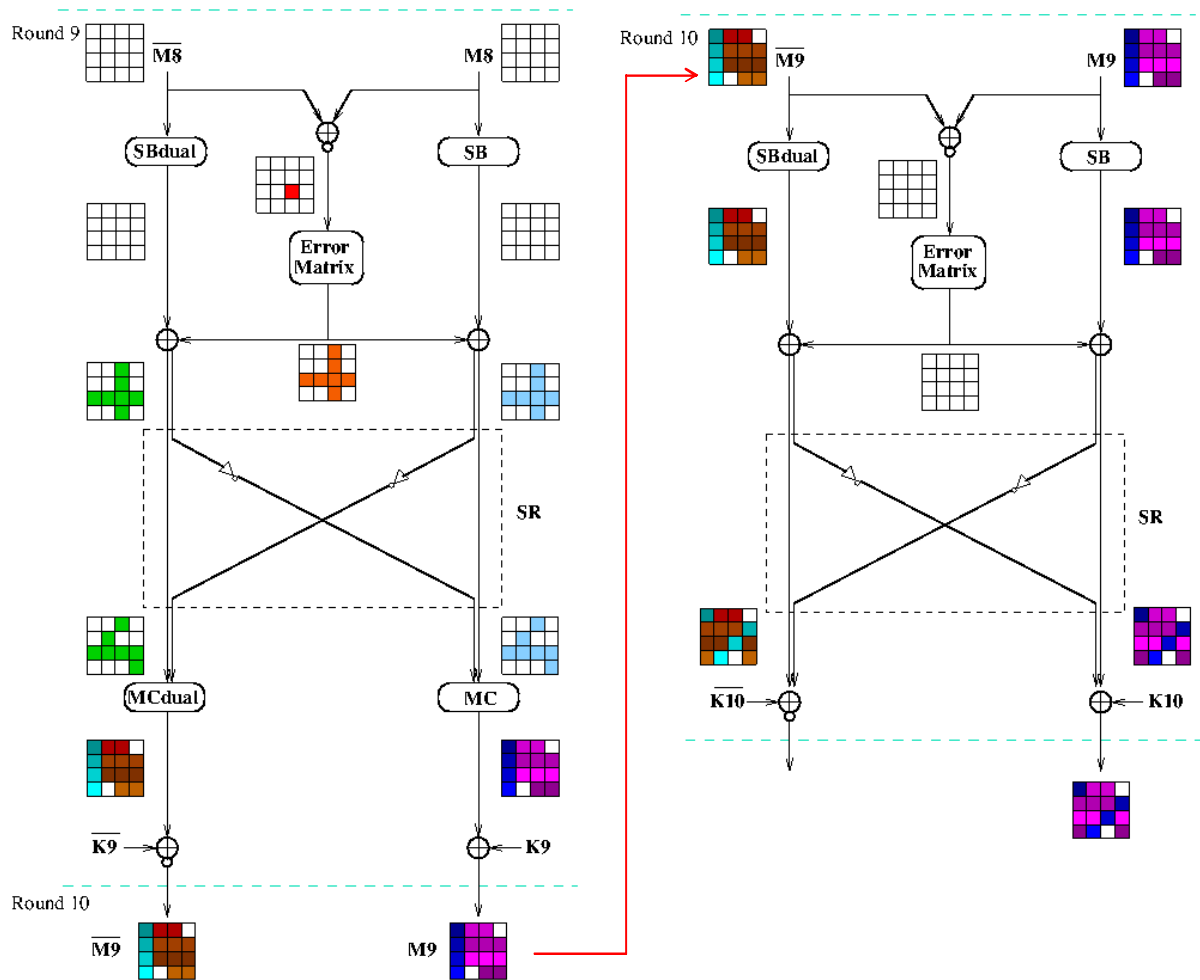 Round 9
M8
M8
SBdual
SB
Error
Matrix
SR
MCdual
MC
K9
K9
Round 10
M9
M9
Round 10
M9
M9
SBdual
SB
Error
Matrix
SR
K10
K10